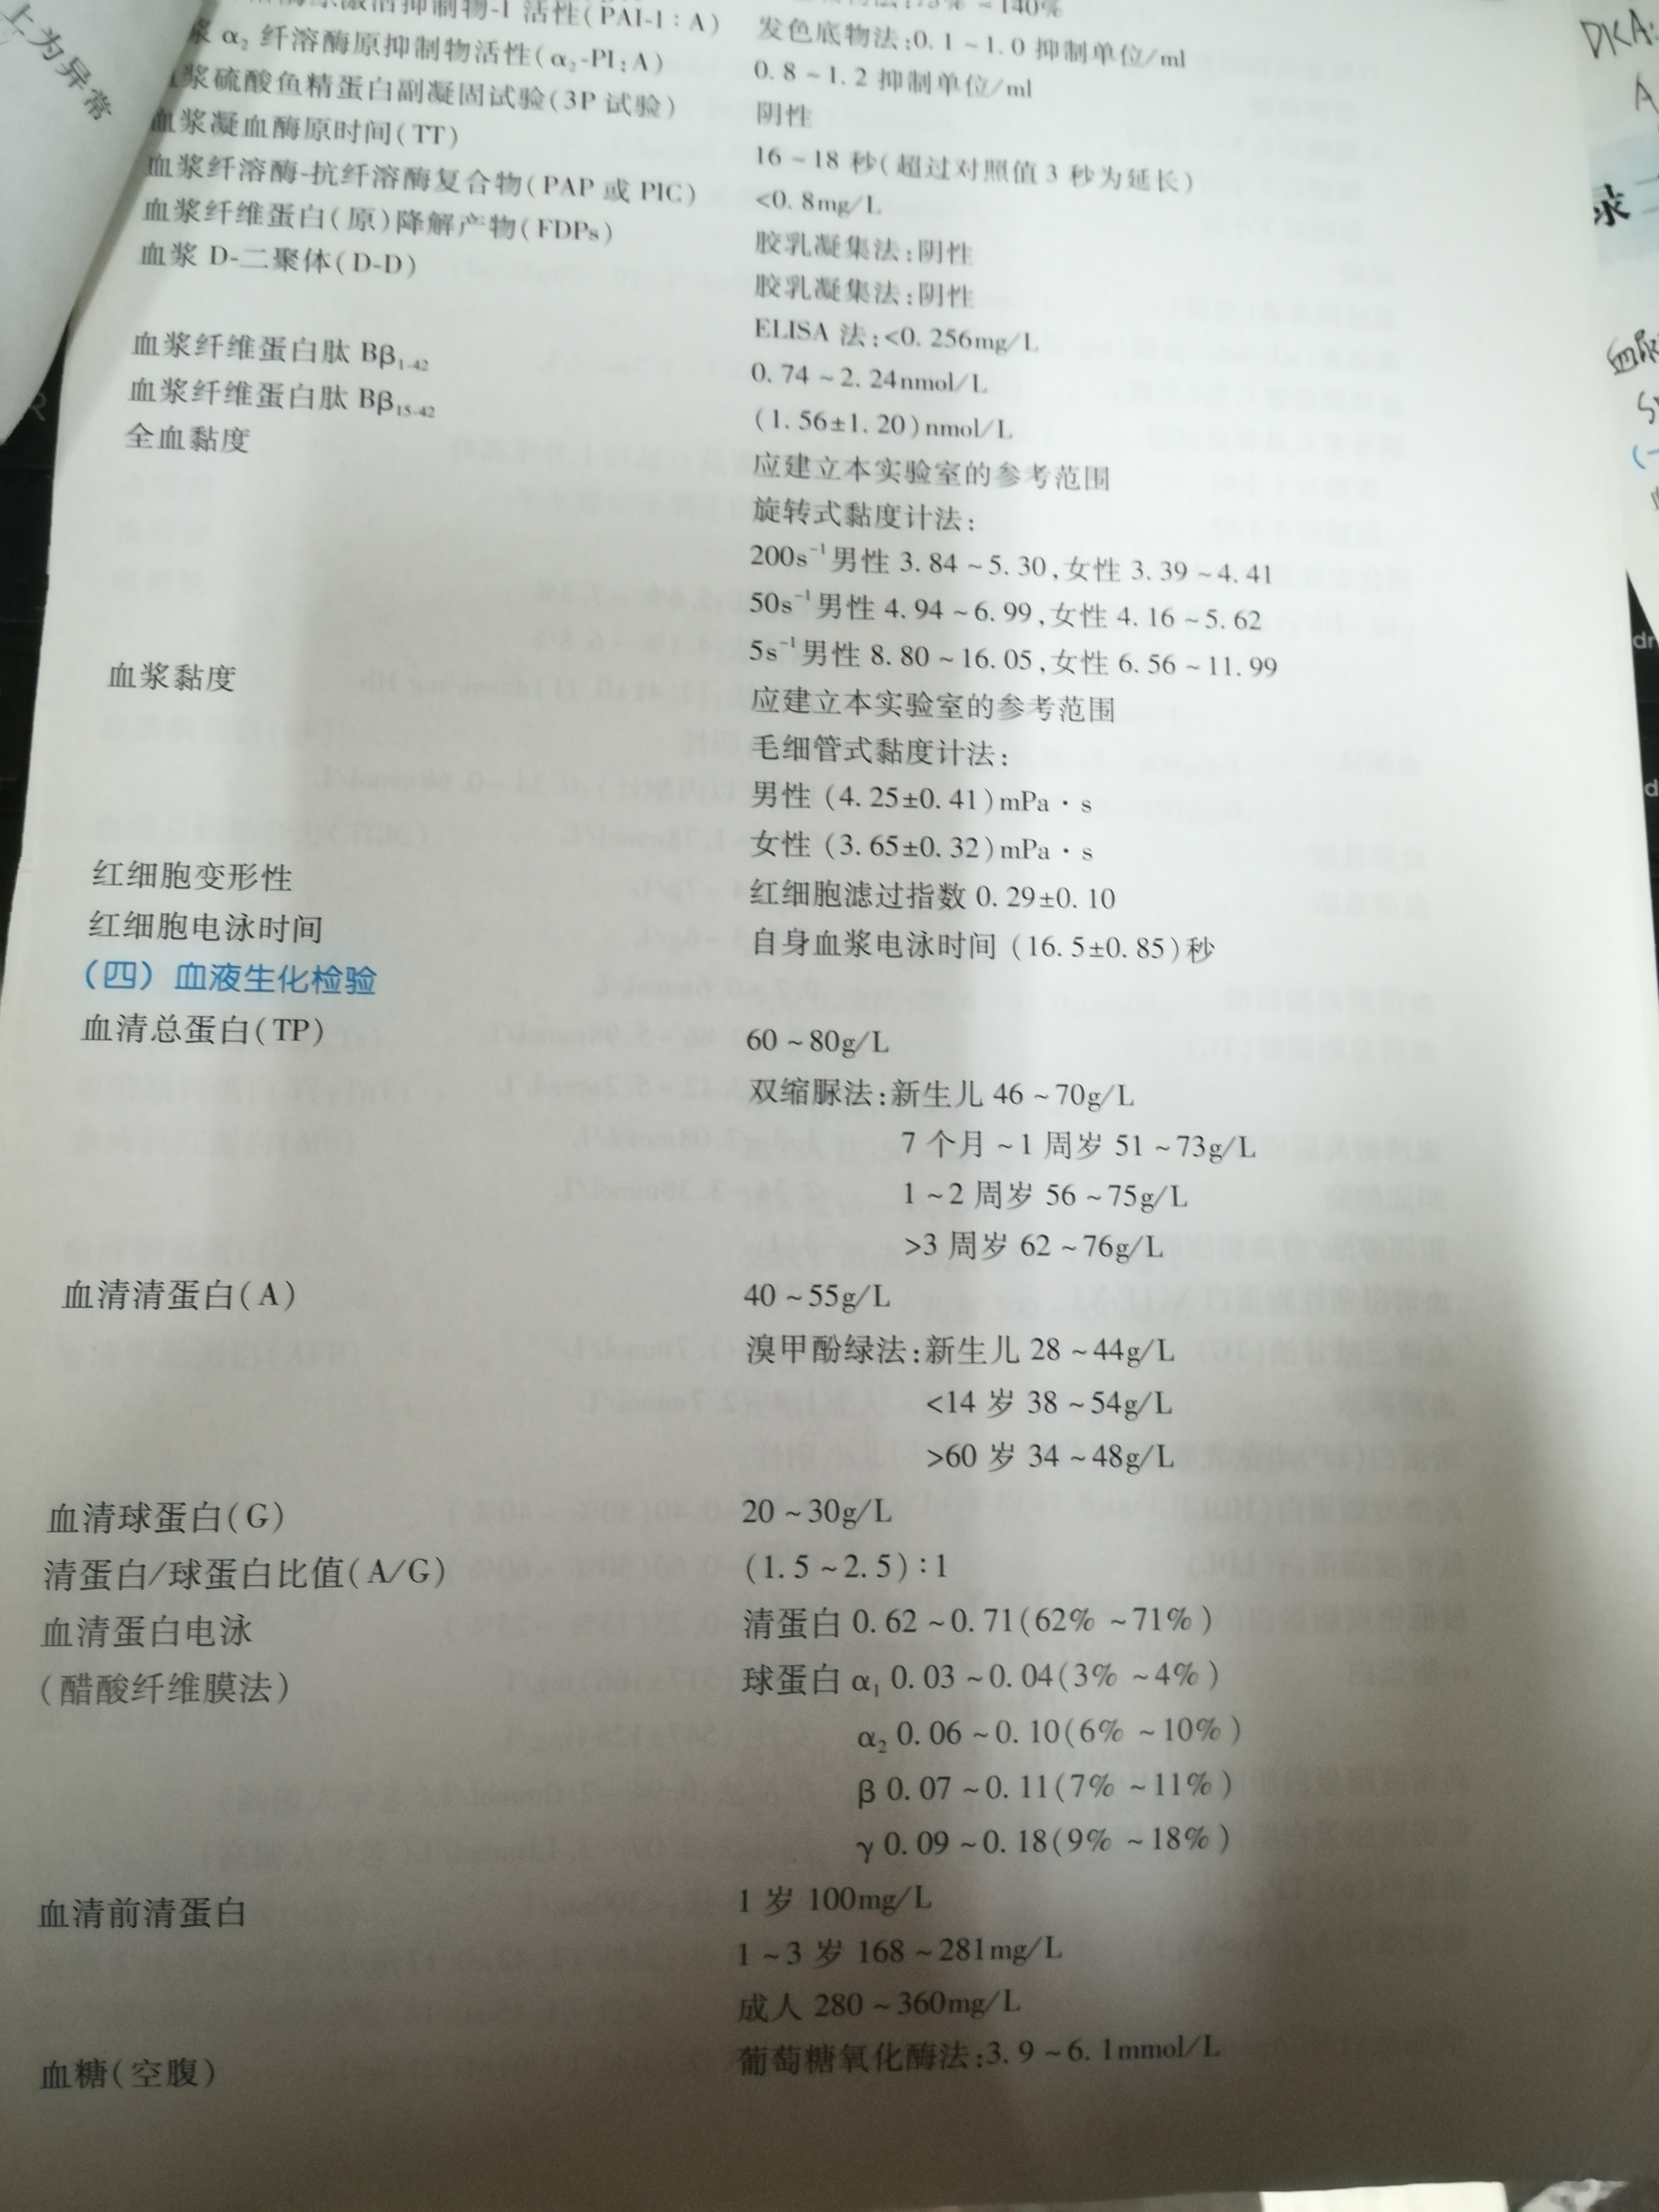 上为异常
活性(PAI-1:A)
~140%
浆 α₂ 纤溶酶原抑制物活性(α₂-PI:A)
发色底物法:0.1~1.0 抑制单位/ml
浆硫酸鱼精蛋白副凝固试验(3P 试验)
0.8~1.2 抑制单位/ml
血浆凝血酶原时间(TT)
阴性
血浆纤溶酶-抗纤溶酶复合物(PAP 或 PIC)
16~18 秒(超过对照值 3 秒为延长)
血浆纤维蛋白(原)降解产物(FDPs)
<0.8mg/L
血浆 D-二聚体(D-D)
胶乳凝集法:阴性
胶乳凝集法:阴性
ELISA 法:<0.256mg/L
血浆纤维蛋白肽 Bβ₁₋₄₂
0.74~2.24nmol/L
血浆纤维蛋白肽 Bβ₁₅₋₄₂
(1.56±1.20)nmol/L
全血黏度
应建立本实验室的参考范围
旋转式黏度计法:
200s⁻¹男性 3.84~5.30,女性 3.39~4.41
50s⁻¹男性 4.94~6.99,女性 4.16~5.62
5s⁻¹男性 8.80~16.05,女性 6.56~11.99
血浆黏度
应建立本实验室的参考范围
毛细管式黏度计法:
男性 (4.25±0.41)mPa·s
女性 (3.65±0.32)mPa·s
红细胞变形性
红细胞滤过指数 0.29±0.10
红细胞电泳时间
自身血浆电泳时间 (16.5±0.85)秒
(四) 血液生化检验
血清总蛋白(TP)
60~80g/L
双缩脲法:新生儿 46~70g/L
7 个月~1 周岁 51~73g/L
1~2 周岁 56~75g/L
>3 周岁 62~76g/L
血清清蛋白(A)
40~55g/L
溴甲酚绿法:新生儿 28~44g/L
<14 岁 38~54g/L
>60 岁 34~48g/L
血清球蛋白(G)
20~30g/L
清蛋白/球蛋白比值(A/G)
(1.5~2.5):1
血清蛋白电泳
清蛋白 0.62~0.71(62%~71%)
(醋酸纤维膜法)
球蛋白 α₁ 0.03~0.04(3%~4%)
α₂ 0.06~0.10(6%~10%)
β 0.07~0.11(7%~11%)
γ 0.09~0.18(9%~18%)
血清前清蛋白
1 岁 100mg/L
1~3 岁 168~281mg/L
成人 280~360mg/L
血糖(空腹)
葡萄糖氧化酶法:3.9~6.1mmol/L
DKA: